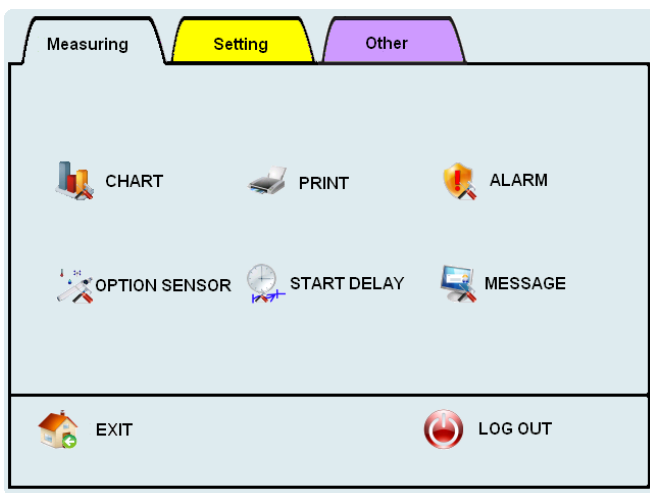 Measuring Setting Other
CHART PRINT ALARM
OPTION SENSOR START DELAY MESSAGE
EXIT LOG OUT